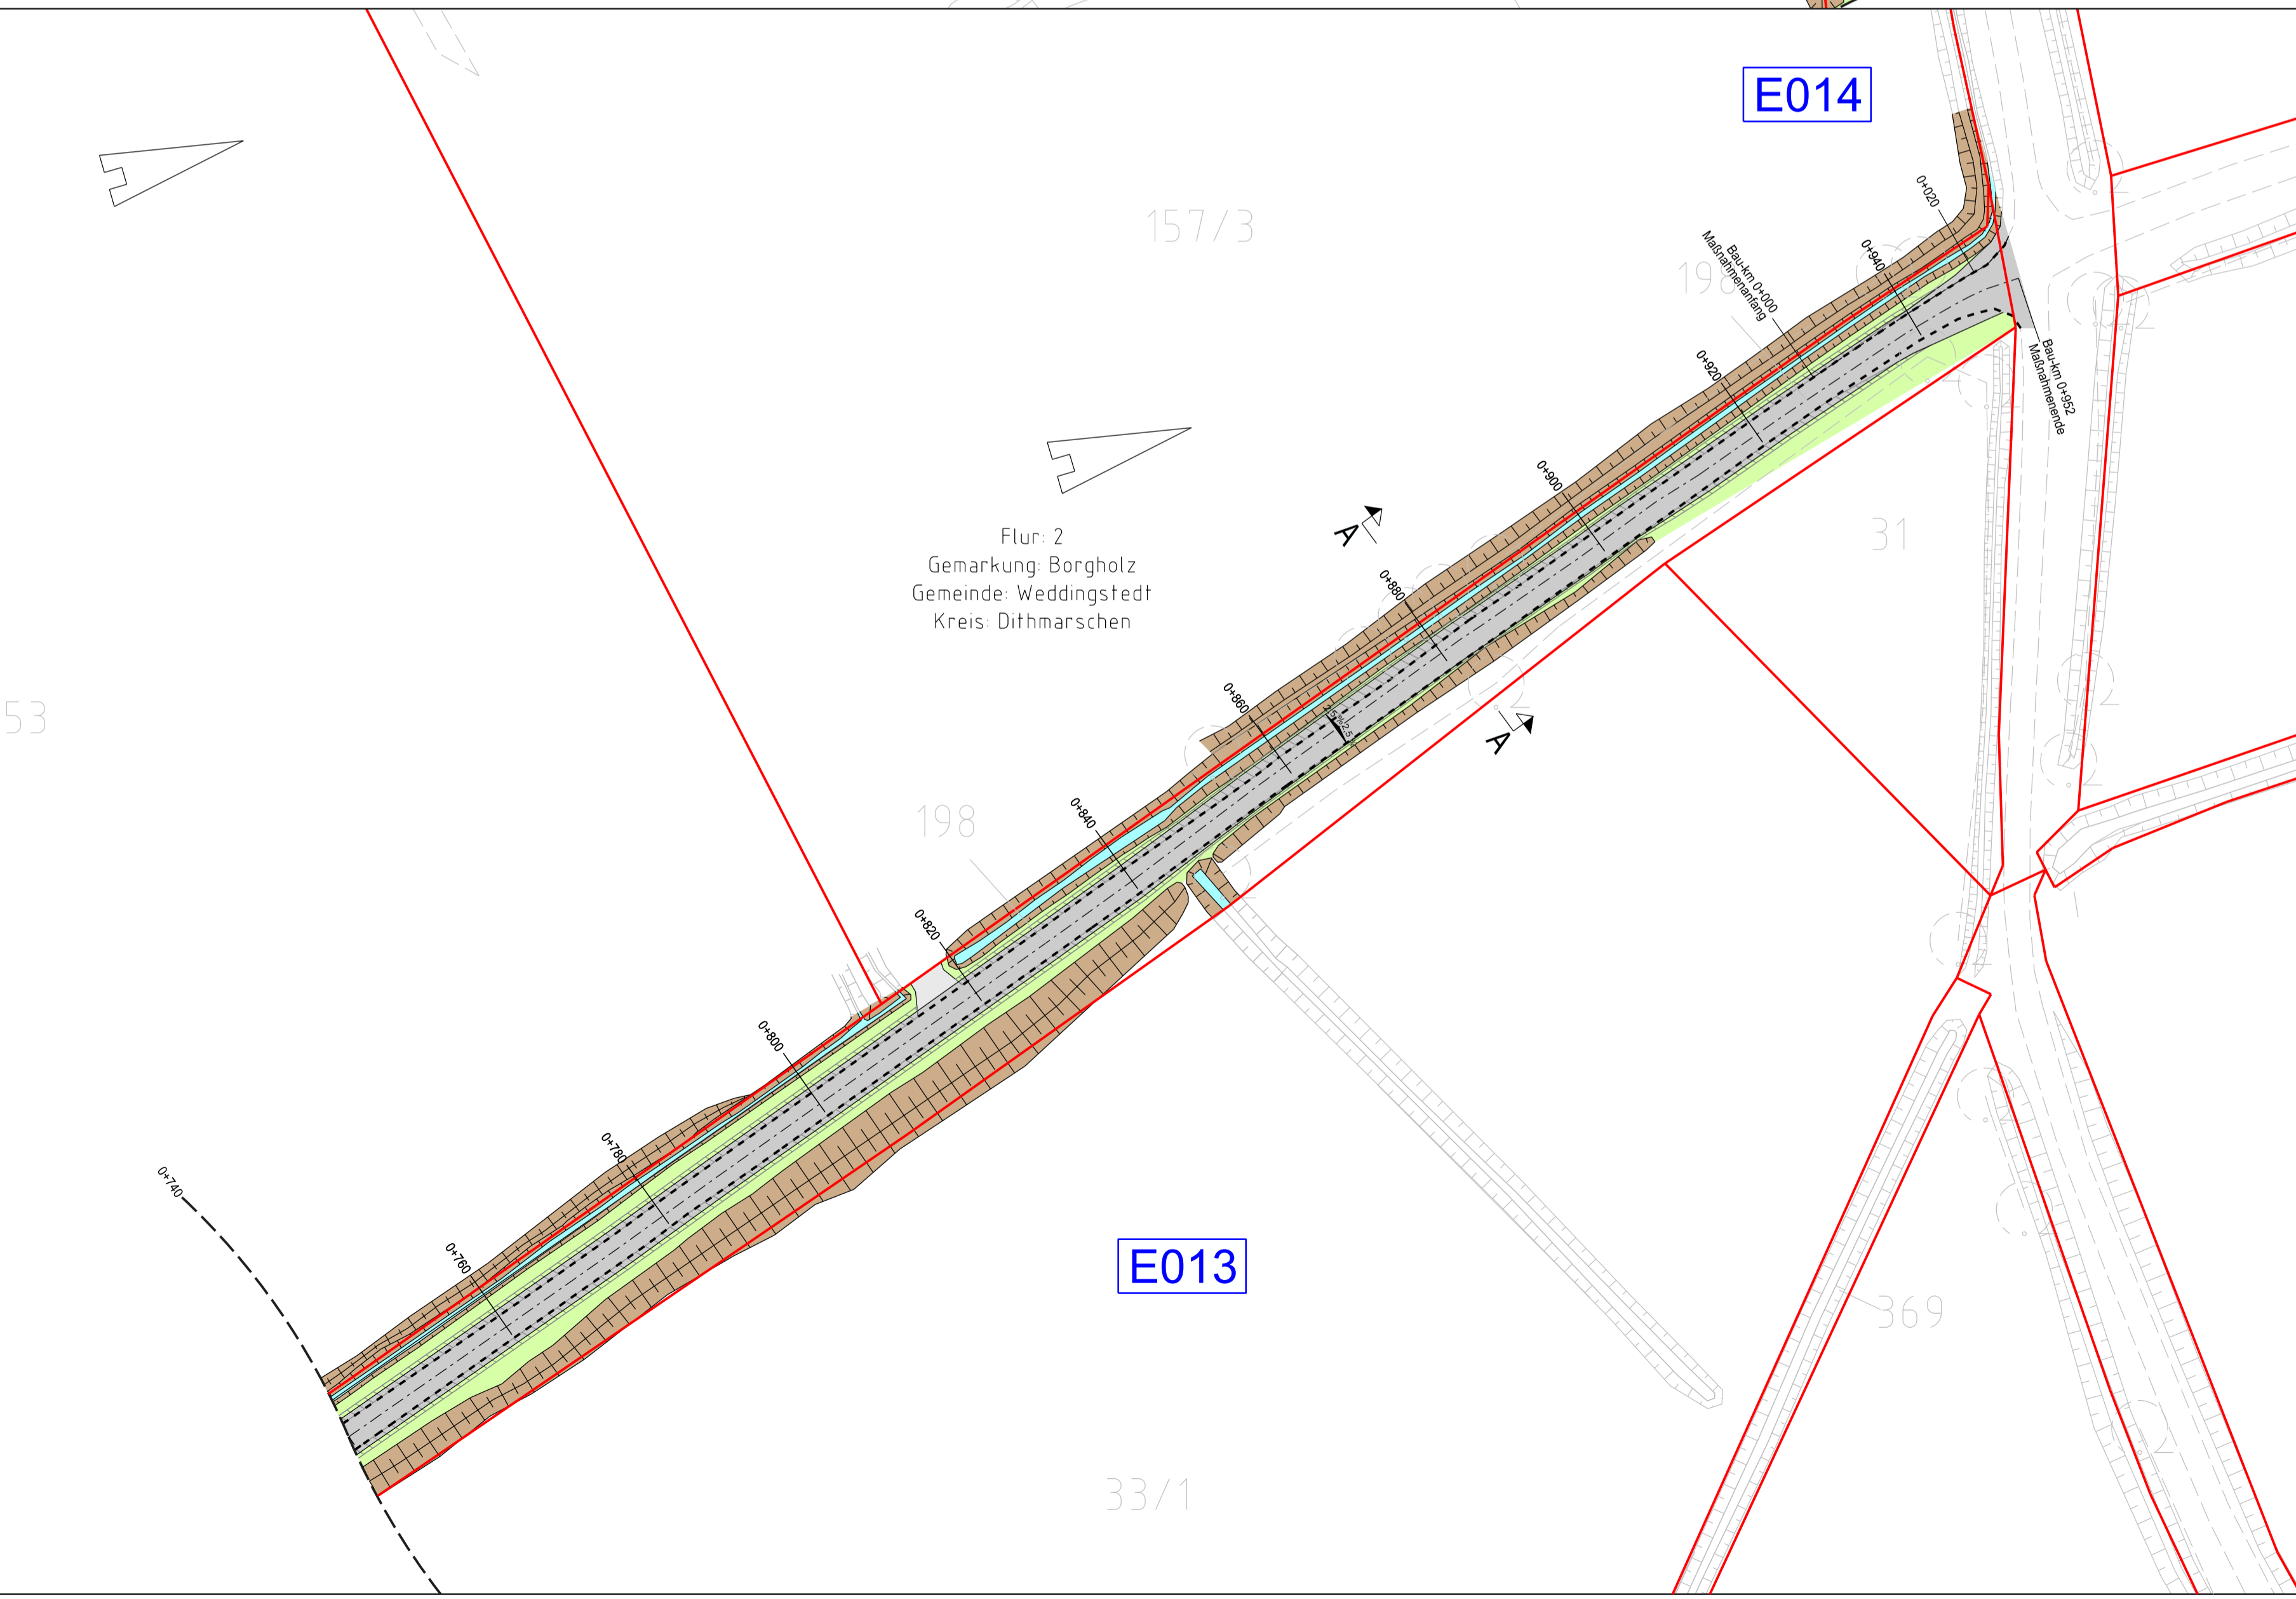 E014
157/3
198
0+020
0+940
Bau-km 0+000
Maßnahmenanfang
0+920
Bau-km 0+952
Maßnahmenende
0+900
A
31
Flur: 2
Gemarkung: Borgholz
Gemeinde: Weddingstedt
Kreis: Dithmarschen
0+880
53
0+860
A
198
0+840
0+820
0+800
0+780
0+740
0+760
E013
369
33/1